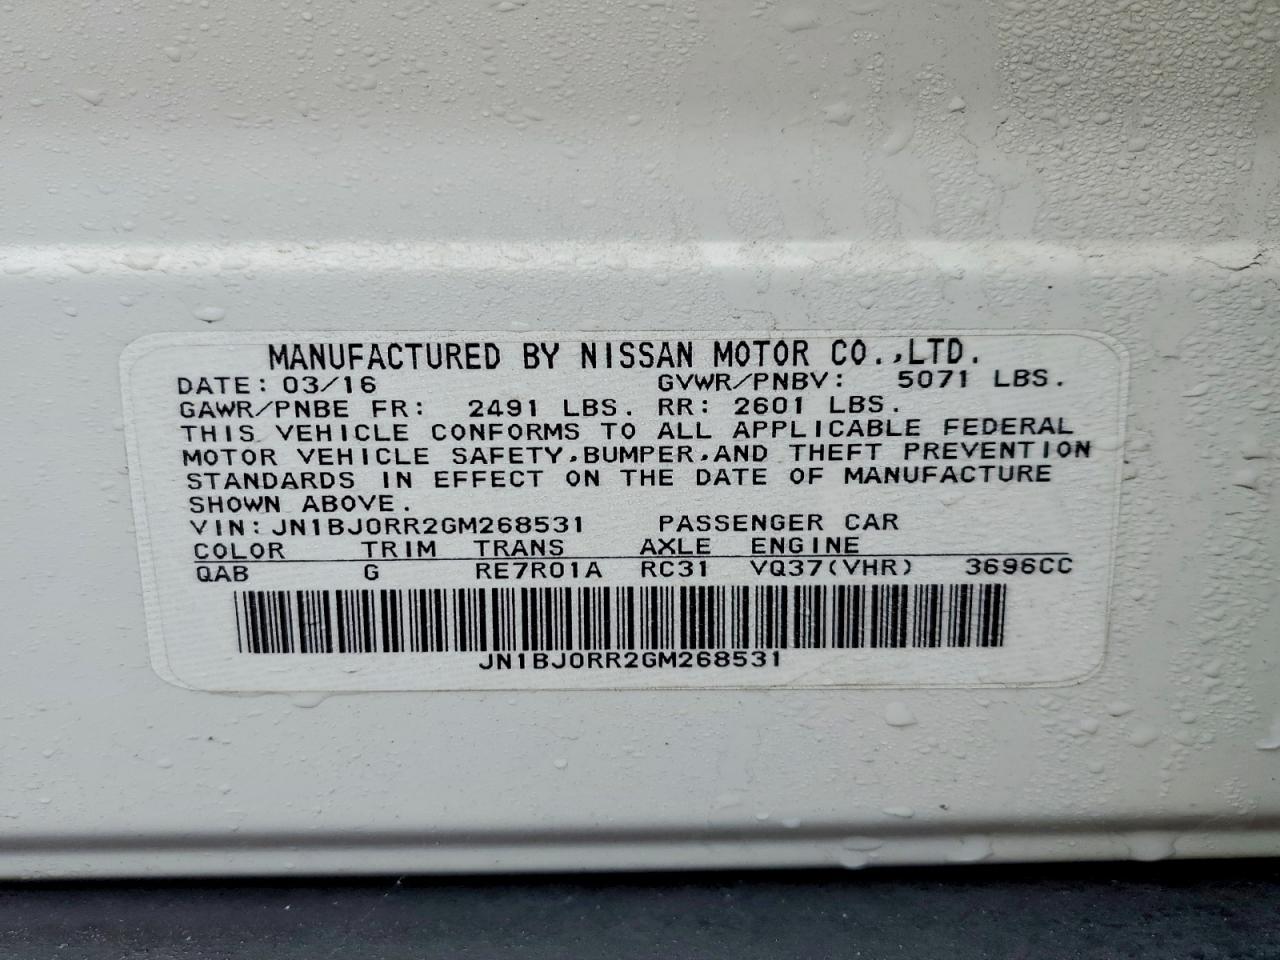 MANUFACTURED BY NISSAN MOTOR CO.,LTD.
DATE: 03/16 GVWR/PNBV: 5071 LBS.
GAWR/PNBE FR: 2491 LBS. RR: 2601 LBS.
THIS VEHICLE CONFORMS TO ALL APPLICABLE FEDERAL
MOTOR VEHICLE SAFETY,BUMPER,AND THEFT PREVENTION
STANDARDS IN EFFECT ON THE DATE OF MANUFACTURE
SHOWN ABOVE.
VIN: JN1BJ0RR2GM268531 PASSENGER CAR
COLOR TRIM TRANS AXLE ENGINE
QAB G RE7R01A RC31 VQ37(VHR) 3696CC
JN1BJ0RR2GM268531